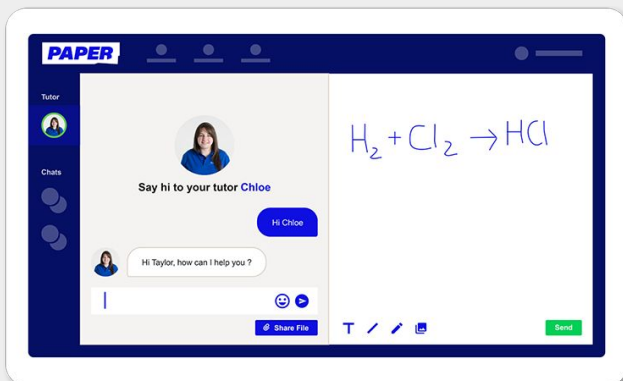 PAPER
Tutor
Chats
Say hi to your tutor Chloe
Hi Chloe
Hi Taylor, how can I help you ?
Share File
H₂ + Cl₂ → HCl
T
Send